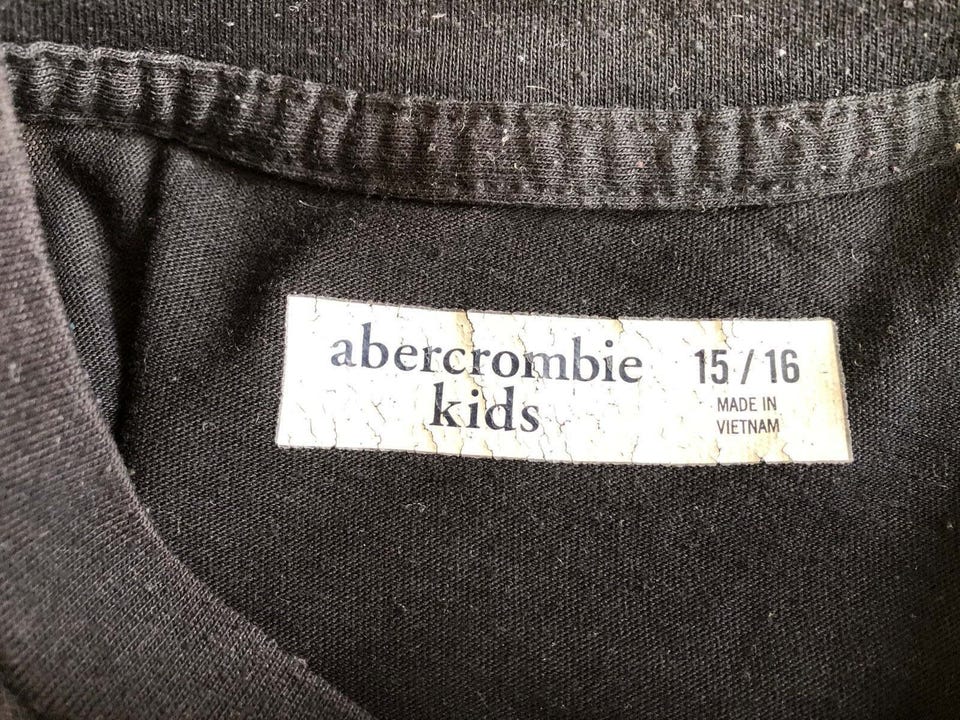 abercrombie
kids
15 / 16
MADE IN
VIETNAM